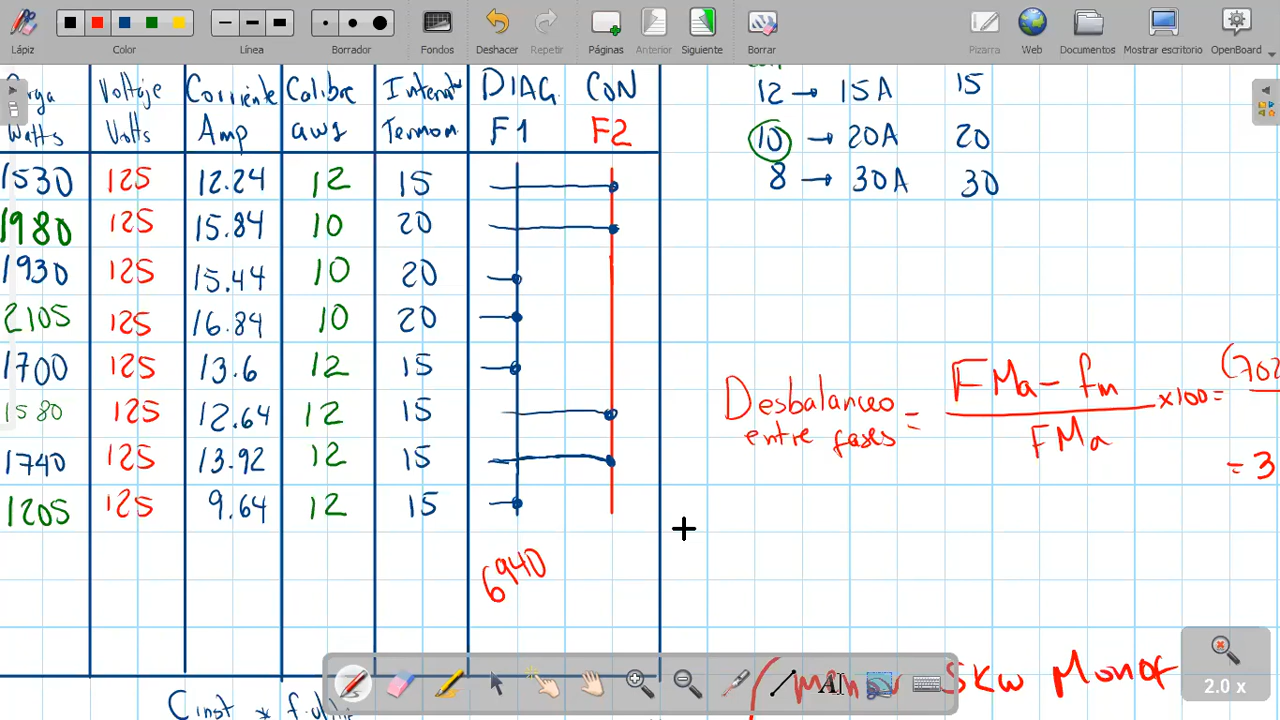 Lápiz Color Línea Borrador Fondos Deshacer Repetir Páginas Anterior Siguiente Borrar Pizarra Web Documentos Mostrar escritorio OpenBoard
Voltaje Corriente Calibre DIAG. CON
Watts Volts Amp awg Termom F1 F2
12 → 15A 15
10 → 20A 20
8 → 30A 30
1530 125 12.24 12 15
1980 125 15.84 10 20
1930 125 15.44 10 20
2105 125 16.84 10 20
1700 125 13.6 12 15
1580 125 12.64 12 15
1740 125 13.92 12 15
1205 125 9.64 12 15
6940
Desbalanceo
entre fases
= FMa - fm
FMa
×100 = (702
= 3
5Kw Monof
Cinst *
2.0 x